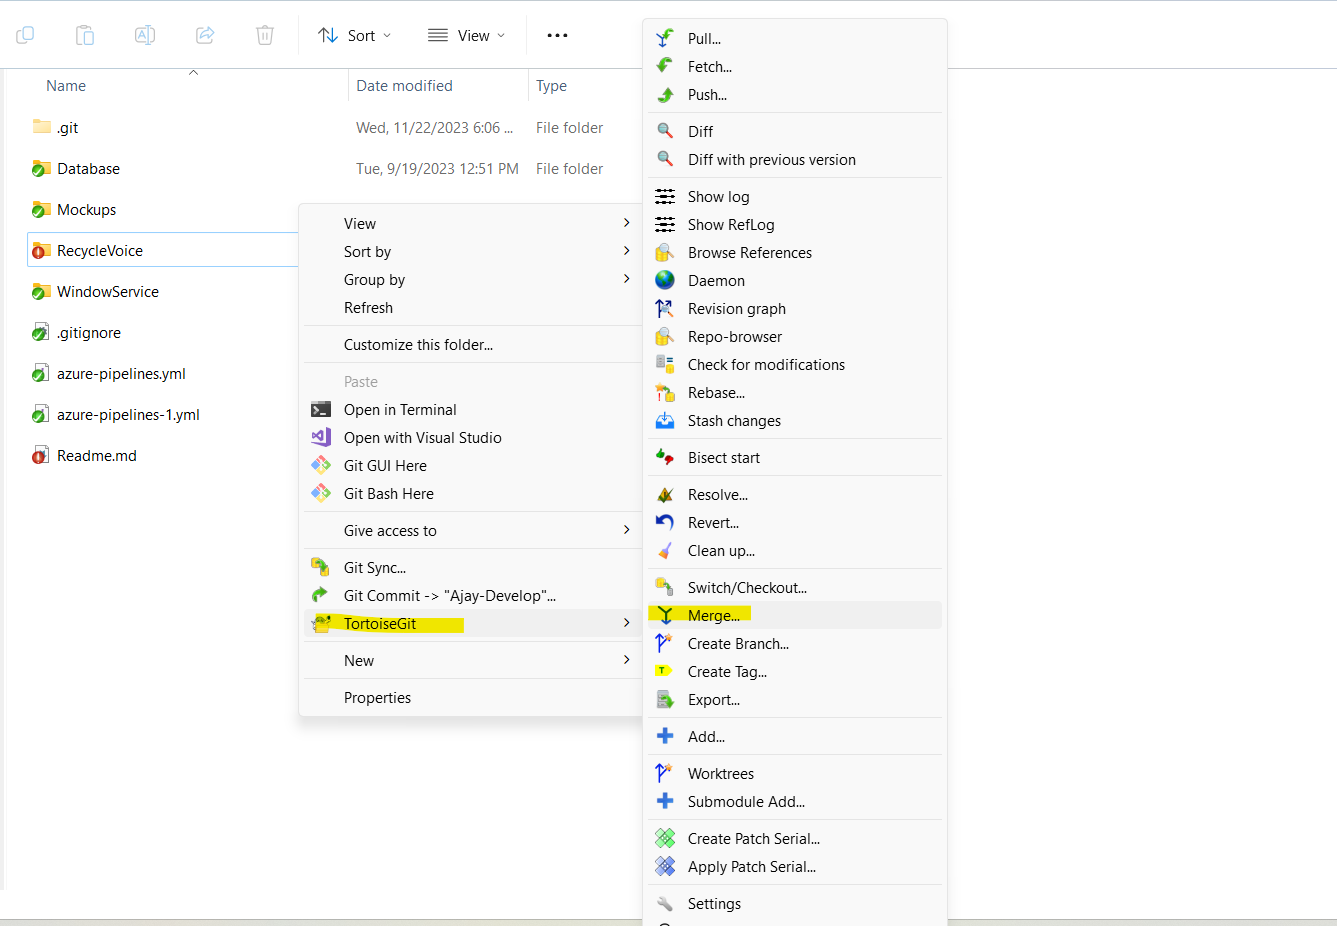 Sort
View
Name
Date modified
Type
.git
Wed, 11/22/2023 6:06 ...
File folder
Database
Tue, 9/19/2023 12:51 PM
File folder
Mockups
RecycleVoice
WindowService
.gitignore
azure-pipelines.yml
azure-pipelines-1.yml
Readme.md
View
Sort by
Group by
Refresh
Customize this folder...
Paste
Open in Terminal
Open with Visual Studio
Git GUI Here
Git Bash Here
Give access to
Git Sync...
Git Commit -> "Ajay-Develop"...
TortoiseGit
New
Properties
Pull...
Fetch...
Push...
Diff
Diff with previous version
Show log
Show RefLog
Browse References
Daemon
Revision graph
Repo-browser
Check for modifications
Rebase...
Stash changes
Bisect start
Resolve...
Revert...
Clean up...
Switch/Checkout...
Merge...
Create Branch...
Create Tag...
Export...
Add...
Worktrees
Submodule Add...
Create Patch Serial...
Apply Patch Serial...
Settings